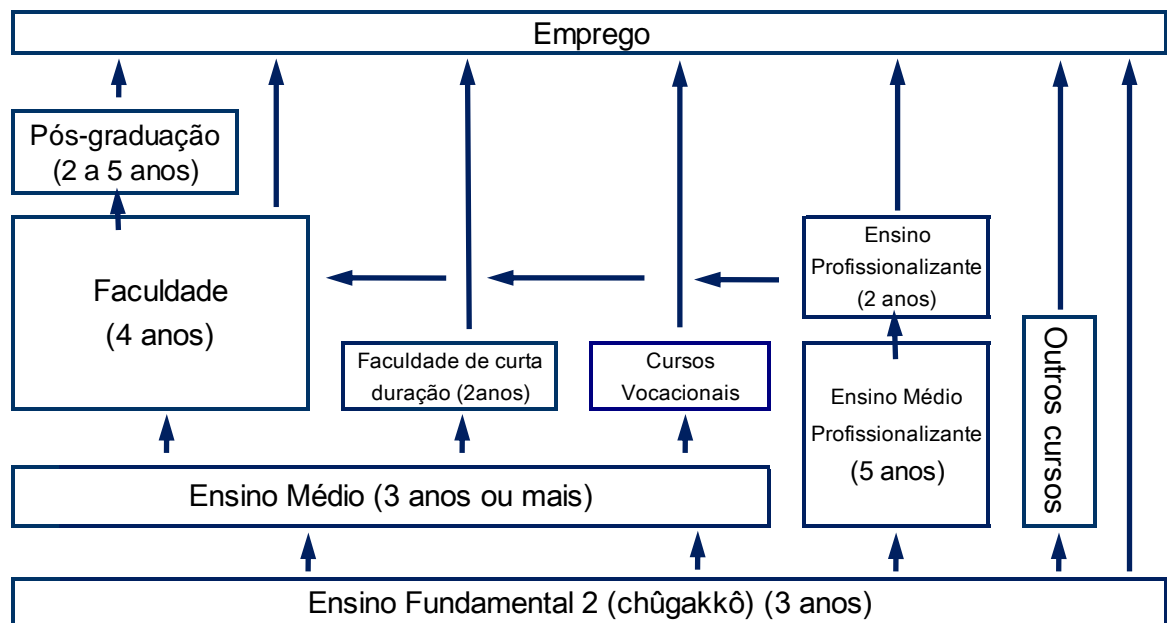 Emprego
Pós-graduação
(2 a 5 anos)
Faculdade
(4 anos)
Ensino
Profissionalizante
(2 anos)
Faculdade de curta
duração (2anos)
Cursos
Vocacionais
Ensino Médio
Profissionalizante
(5 anos)
Outros cursos
Ensino Médio (3 anos ou mais)
Ensino Fundamental 2 (chûgakkô) (3 anos)